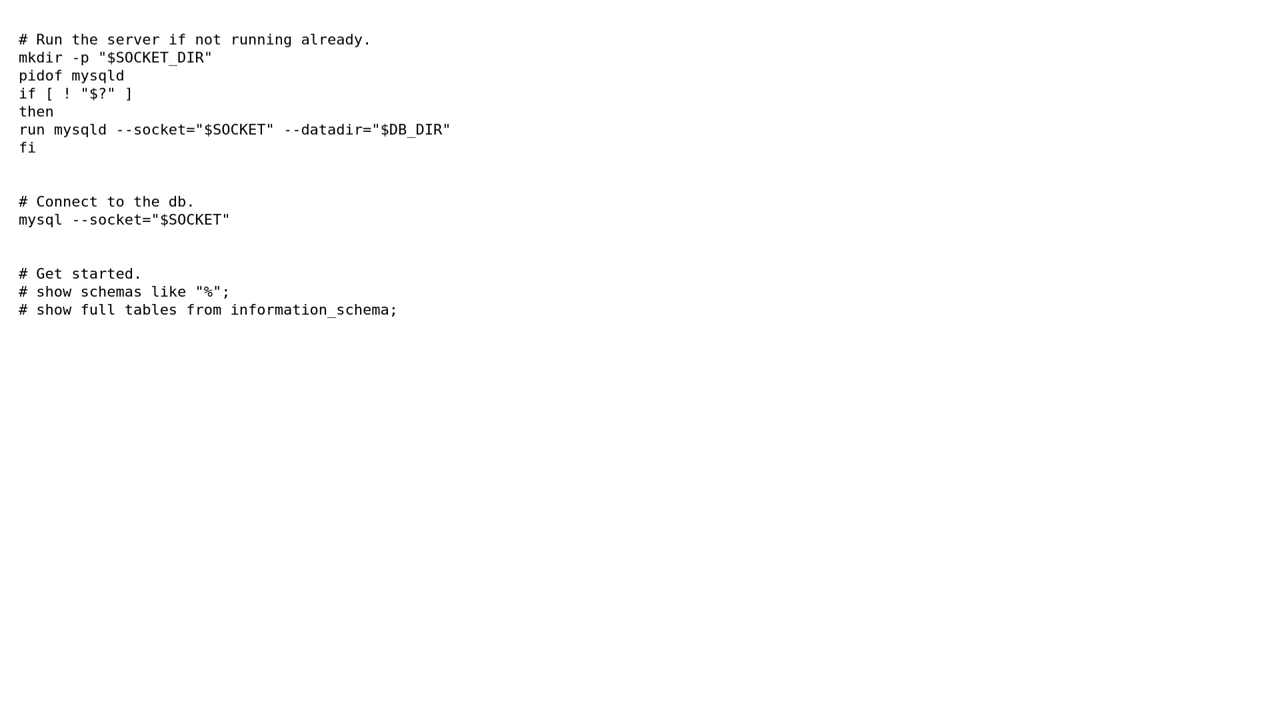 # Run the server if not running already.
mkdir -p "$SOCKET_DIR"
pidof mysqld
if [ ! "$?" ]
then
run mysqld --socket="$SOCKET" --datadir="$DB_DIR"
fi
# Connect to the db.
mysql --socket="$SOCKET"
# Get started.
# show schemas like "%";
# show full tables from information_schema;